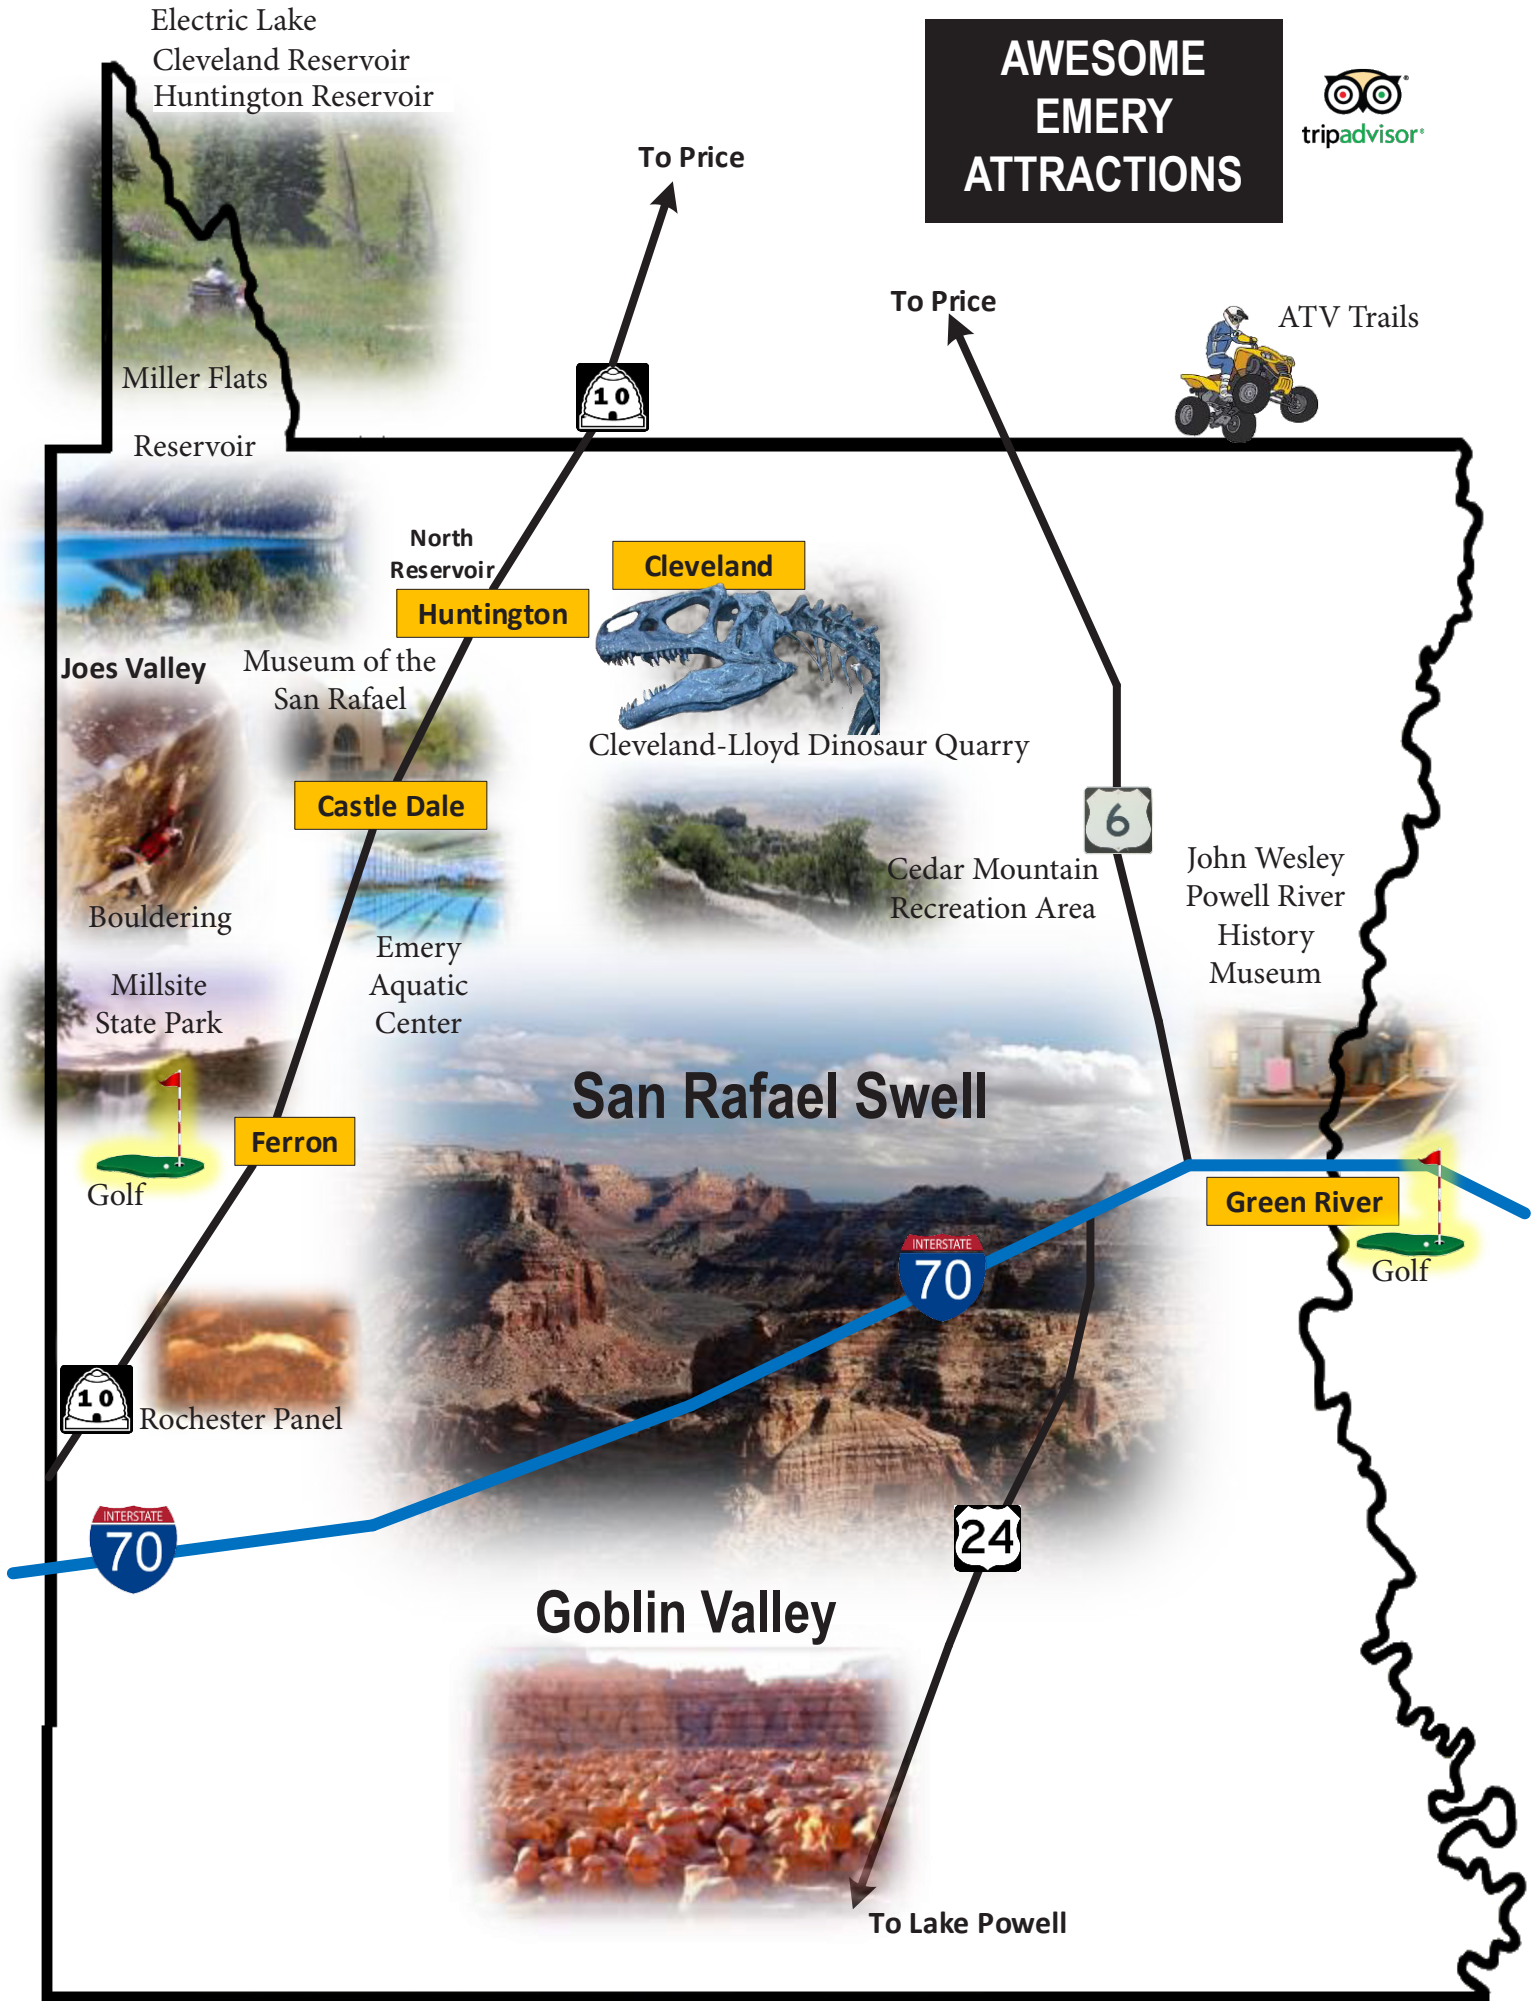 Electric Lake
Cleveland Reservoir
Huntington Reservoir
AWESOME
EMERY
ATTRACTIONS
tripadvisor®
To Price
To Price
ATV Trails
Miller Flats
Reservoir
10
North
Reservoir
Cleveland
Huntington
Joes Valley
Museum of the
San Rafael
Cleveland-Lloyd Dinosaur Quarry
Castle Dale
6
Cedar Mountain
Recreation Area
John Wesley
Powell River
History
Museum
Bouldering
Emery
Aquatic
Center
Millsite
State Park
San Rafael Swell
Ferron
Golf
Green River
Golf
INTERSTATE
70
10
Rochester Panel
INTERSTATE
70
24
Goblin Valley
To Lake Powell